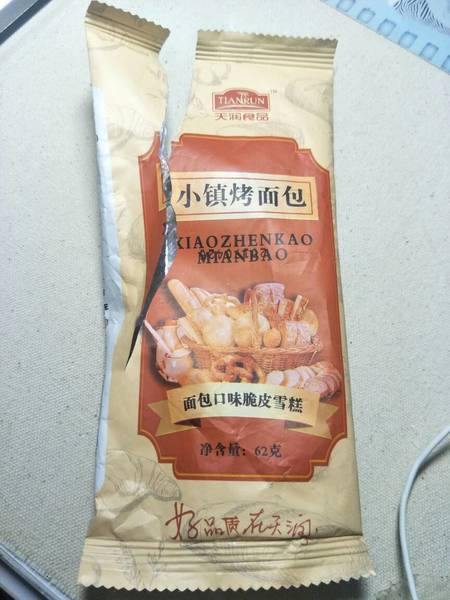 TIANRUN
TM
天润食品
小镇烤面包
XIAOZHENKAO
MIANBAO
面包口味脆皮雪糕
净含量：62克
好品质在天润